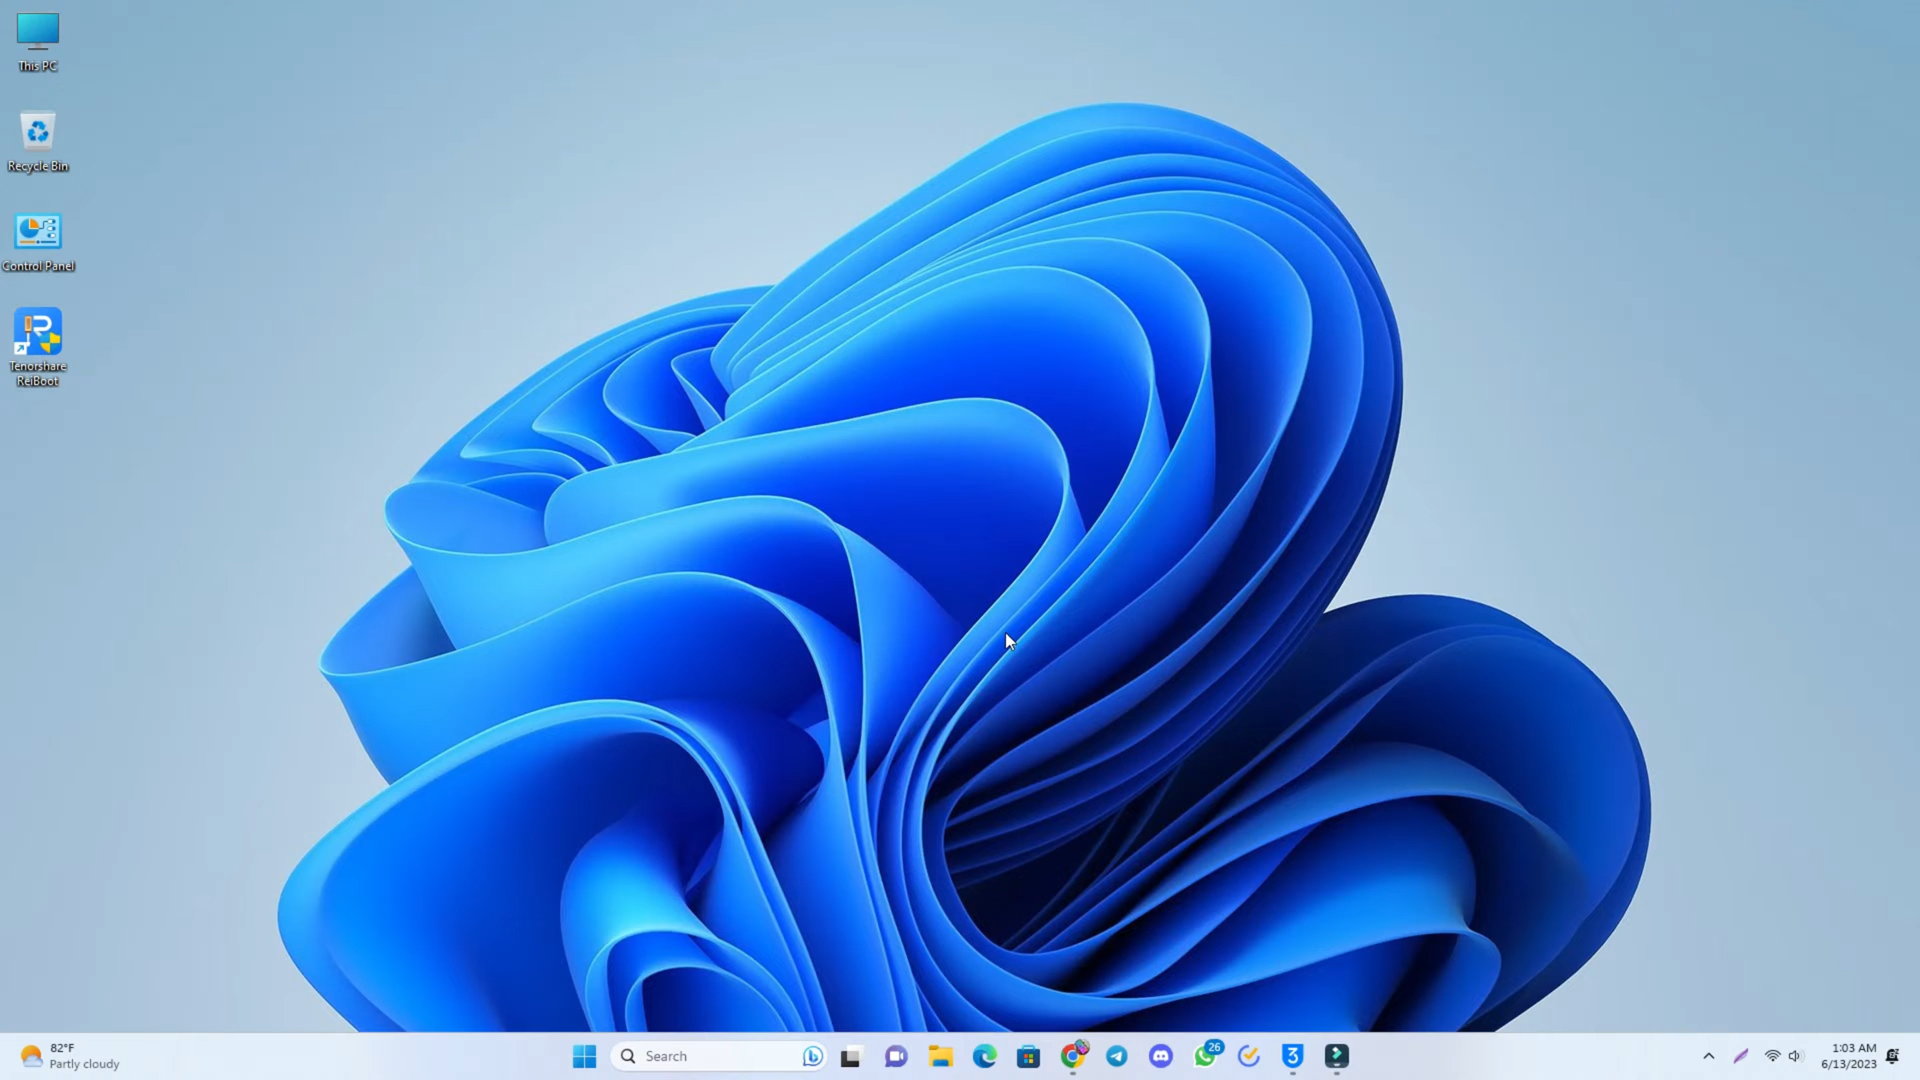 This PC
Recycle Bin
Control Panel
Tenorshare
ReiBoot
82°F
Partly cloudy
Search
26
3
1:03 AM
6/13/2023